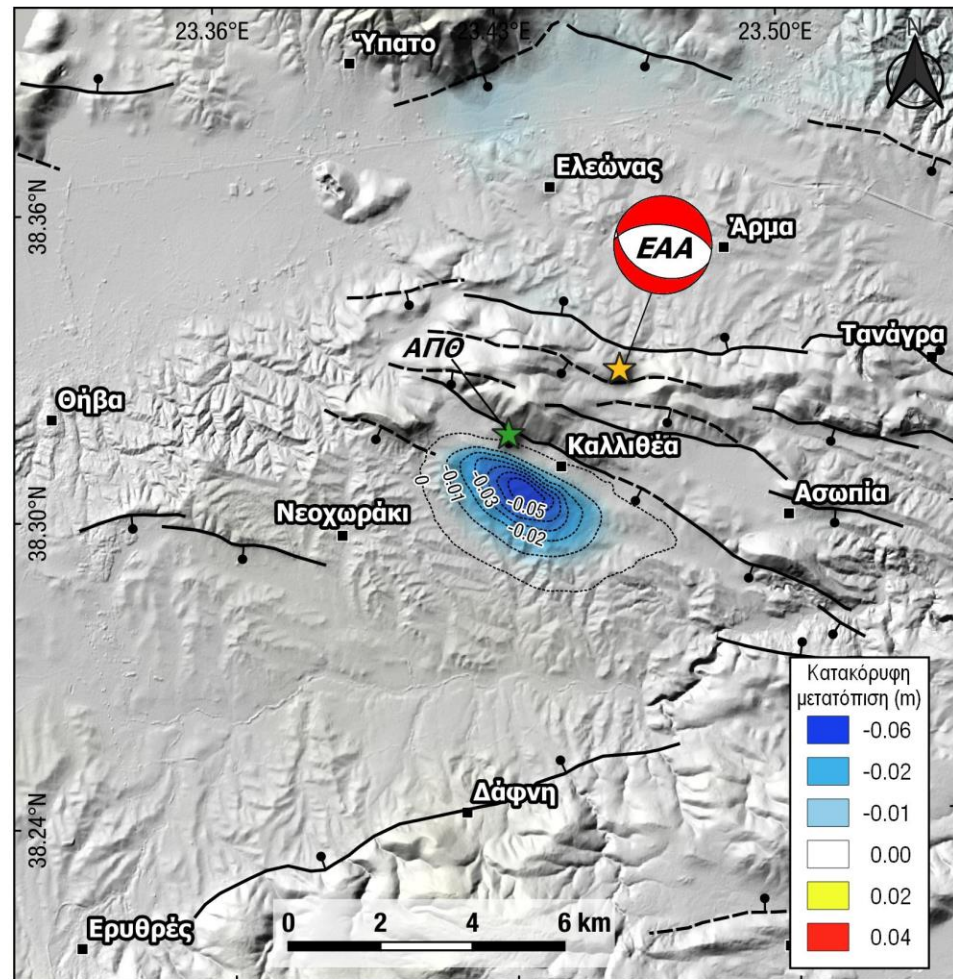 23.36°E
23.43°E
23.50°E
N
Ύπατο
Ελεώνας
38.36°N
ΕΑΑ
Άρμα
Τανάγρα
ΑΠΘ
Θήβα
Καλλιθέα
0
-0.01
-0.03
-0.05
-0.02
Ασωπία
Νεοχωράκι
38.30°N
Κατακόρυφη
μετατόπιση (m)
-0.06
-0.02
-0.01
0.00
0.02
0.04
Δάφνη
38.24°N
Ερυθρές
0 2 4 6 km